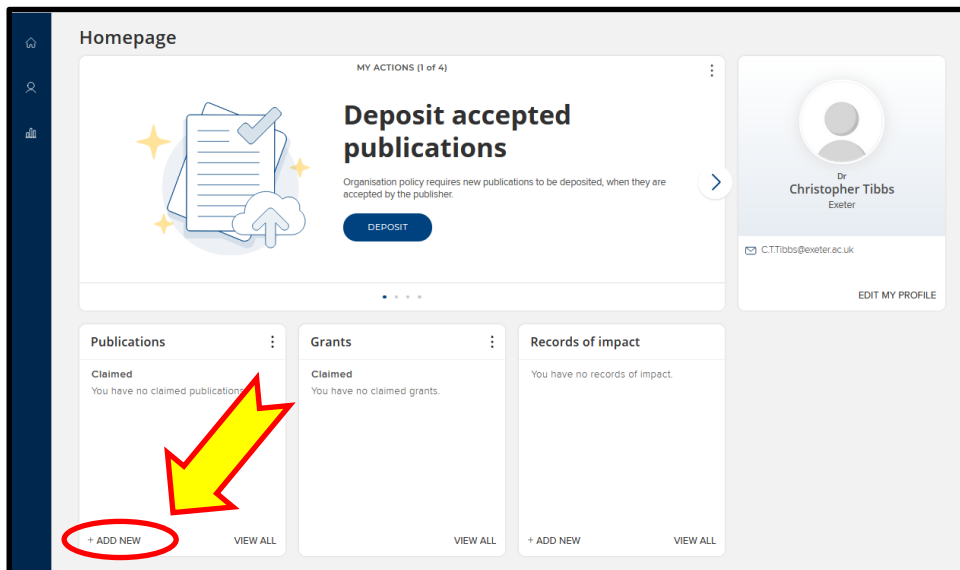 Homepage
MY ACTIONS (1 of 4)
Deposit accepted
publications
Organisation policy requires new publications to be deposited, when they are
accepted by the publisher.
DEPOSIT
Dr
Christopher Tibbs
Exeter
C.T.Tibbs@exeter.ac.uk
EDIT MY PROFILE
Publications
Claimed
You have no claimed publications
+ ADD NEW
VIEW ALL
Grants
Claimed
You have no claimed grants.
VIEW ALL
Records of impact
You have no records of impact.
+ ADD NEW
VIEW ALL